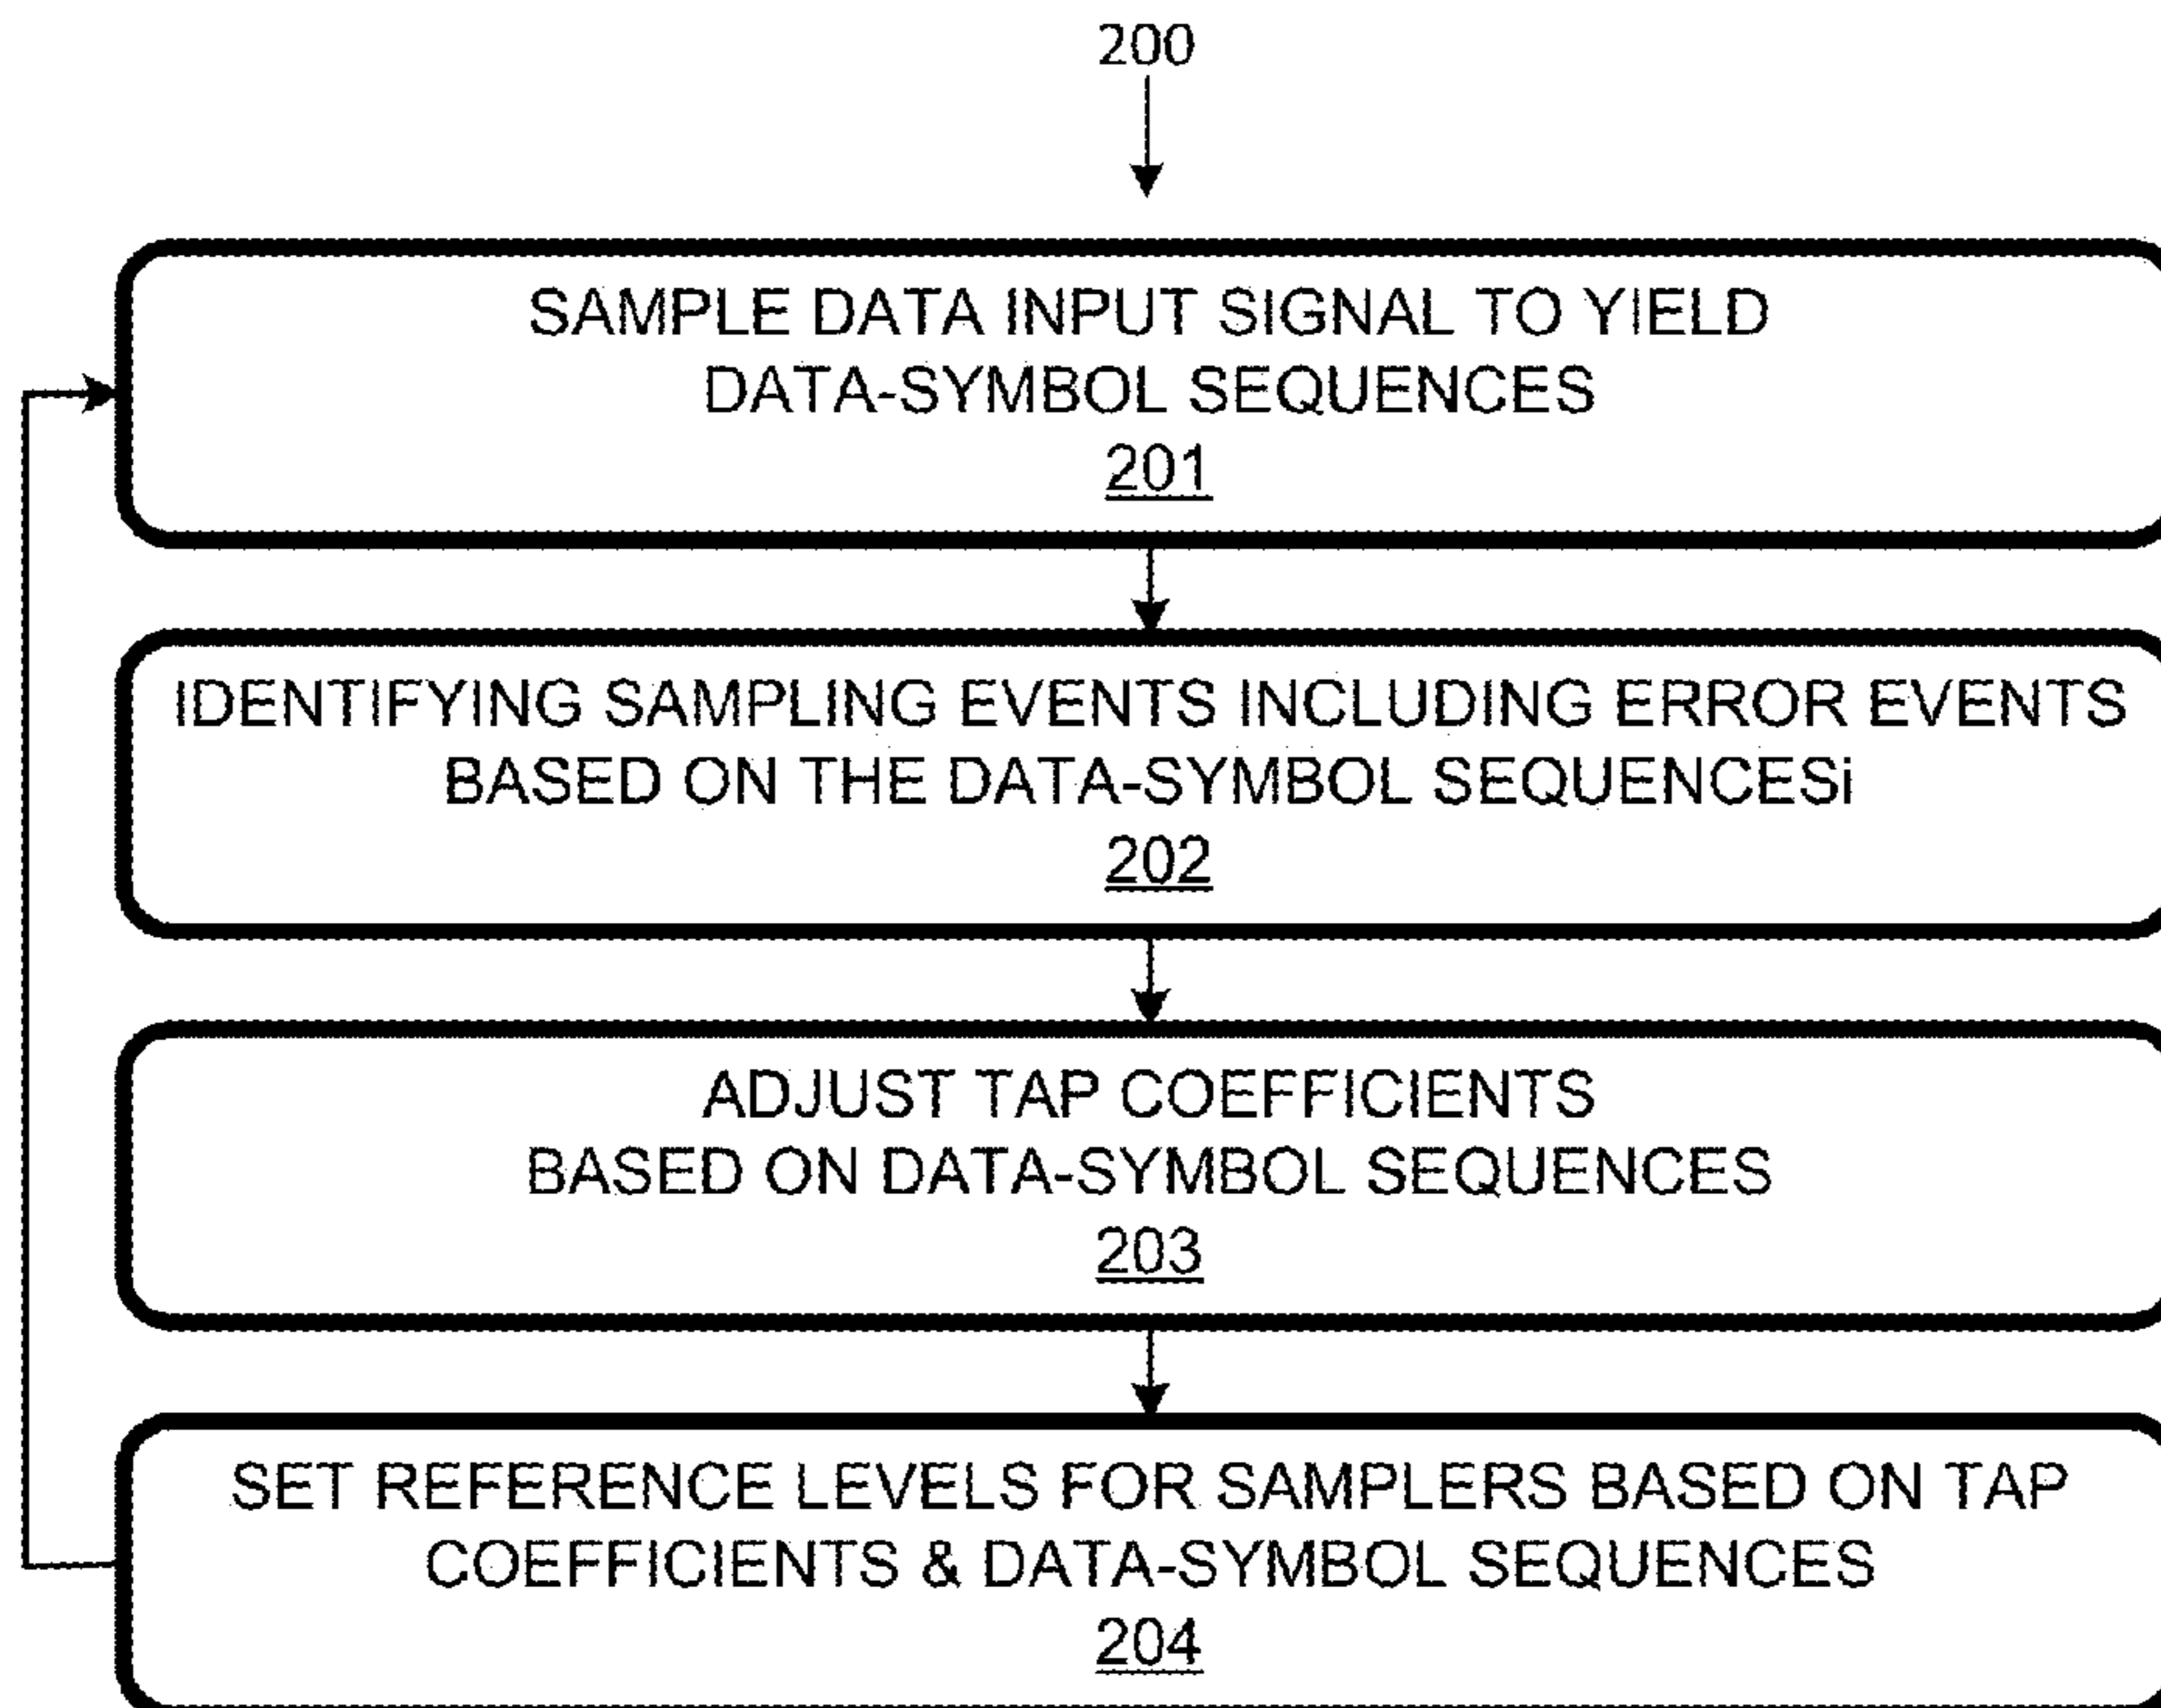 200
SAMPLE DATA INPUT SIGNAL TO YIELD
DATA-SYMBOL SEQUENCES
201
IDENTIFYING SAMPLING EVENTS INCLUDING ERROR EVENTS
BASED ON THE DATA-SYMBOL SEQUENCESi
202
ADJUST TAP COEFFICIENTS
BASED ON DATA-SYMBOL SEQUENCES
203
SET REFERENCE LEVELS FOR SAMPLERS BASED ON TAP
COEFFICIENTS & DATA-SYMBOL SEQUENCES
204